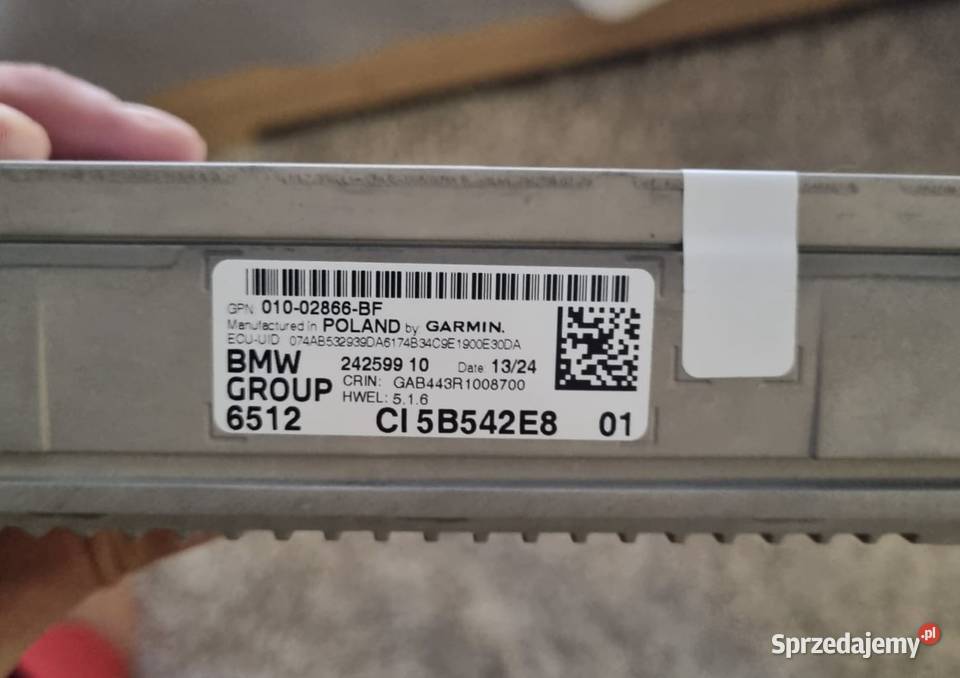 GPN 010-02866-BF
Manufactured in POLAND by GARMIN.
ECU-UID 074AB532939DA6174B34C9E1900E30DA
BMW GROUP
242599 10 Date: 13/24
CRIN: GAB443R1008700
HWEL: 5.1.6
6512 CI 5B542E8 01
Sprzedajemy.pl